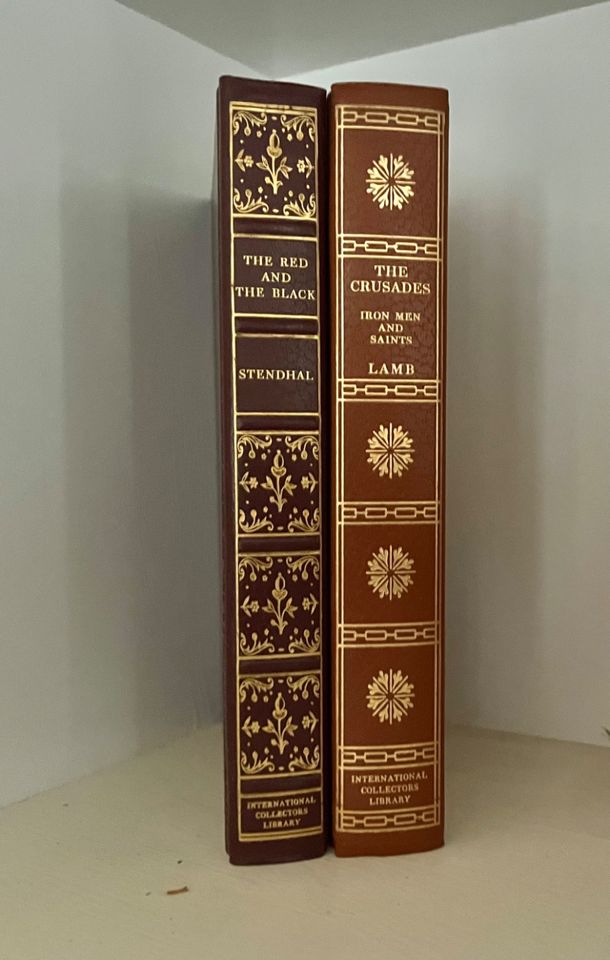 THE RED
AND
THE BLACK
STENDHAL
INTERNATIONAL
COLLECTORS
LIBRARY
THE
CRUSADES
IRON MEN
AND
SAINTS
LAMB
INTERNATIONAL
COLLECTORS
LIBRARY